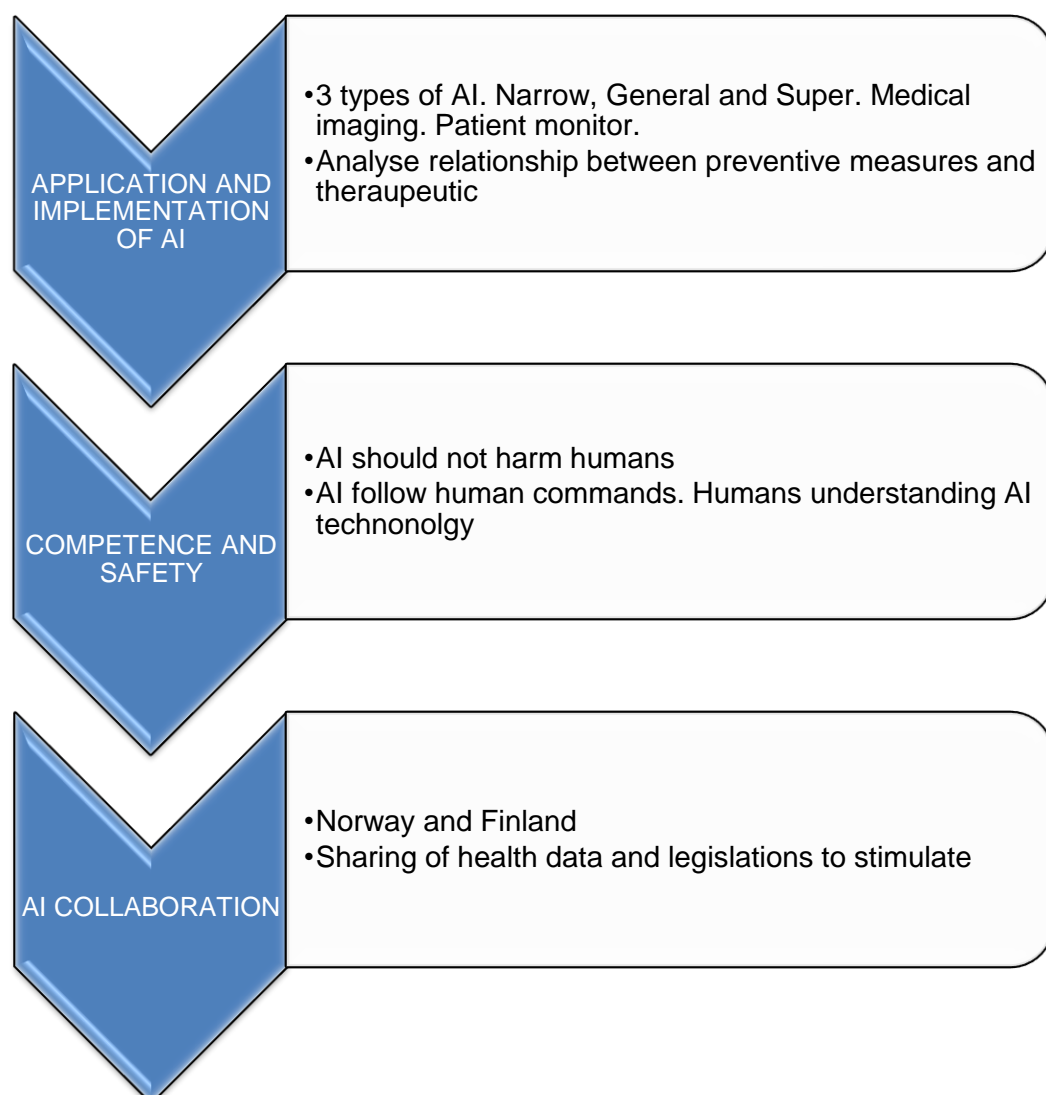 APPLICATION AND
IMPLEMENTATION
OF AI
•3 types of AI. Narrow, General and Super. Medical
imaging. Patient monitor.
•Analyse relationship between preventive measures and
theraupeutic
COMPETENCE AND
SAFETY
•AI should not harm humans
•AI follow human commands. Humans understanding AI
technonolgy
AI COLLABORATION
•Norway and Finland
•Sharing of health data and legislations to stimulate